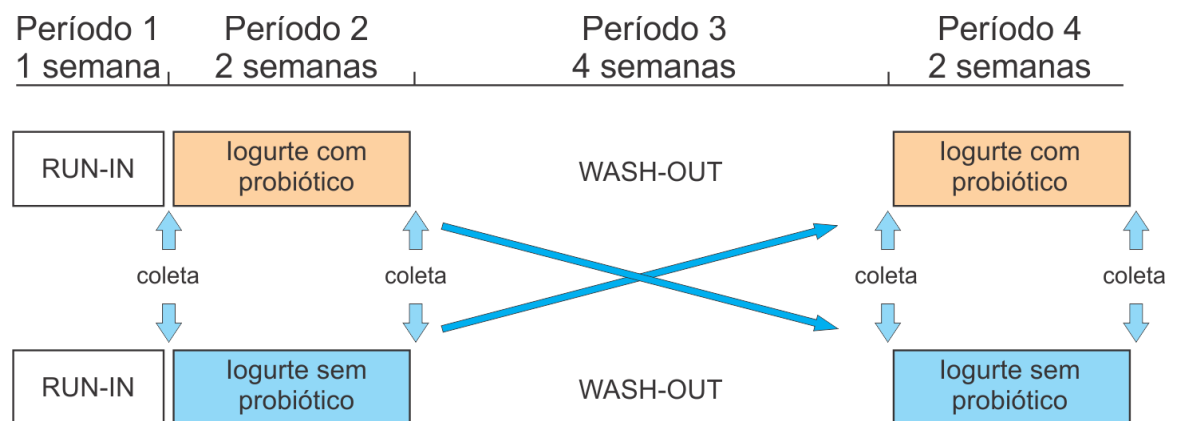 Período 1
1 semana
Período 2
2 semanas
Período 3
4 semanas
Período 4
2 semanas
RUN-IN
Iogurte com
probiótico
WASH-OUT
Iogurte com
probiótico
coleta
coleta
coleta
coleta
RUN-IN
Iogurte sem
probiótico
WASH-OUT
Iogurte sem
probiótico